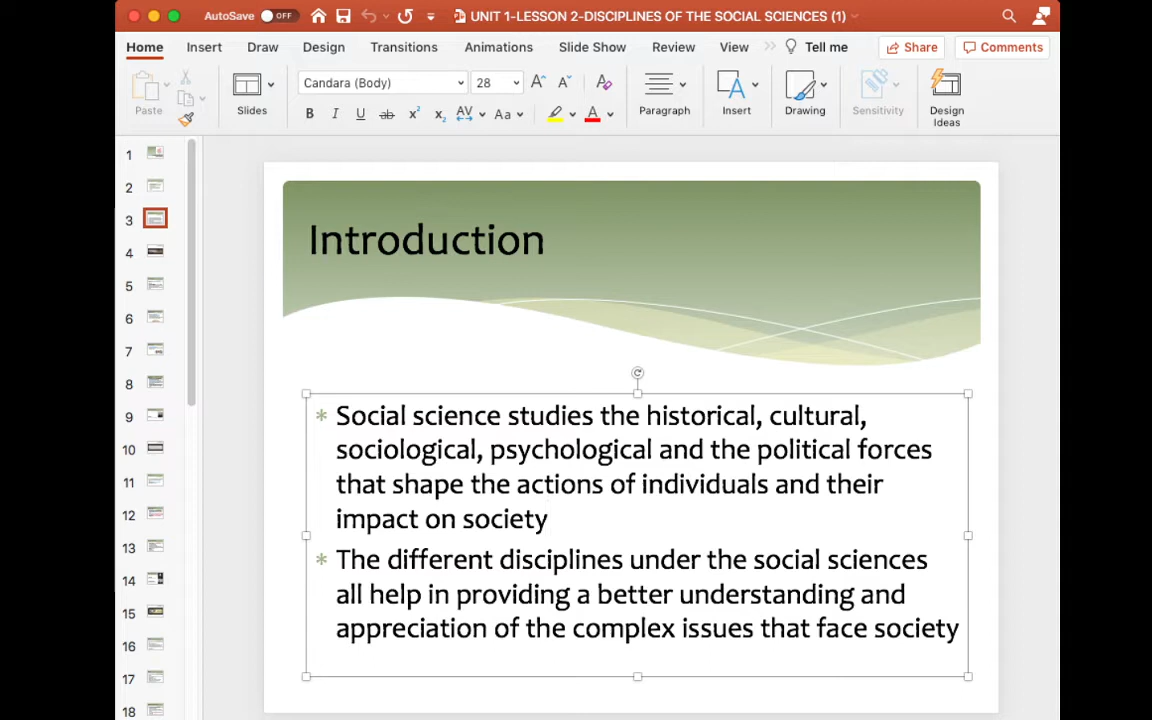 AutoSave OFF UNIT 1-LESSON 2-DISCIPLINES OF THE SOCIAL SCIENCES (1)
Home Insert Draw Design Transitions Animations Slide Show Review View Tell me Share Comments
Candara (Body) 28
Paste Slides Paragraph Insert Drawing Sensitivity Design
Ideas
B I U ab x² x₂ AV Aa A
1
2
3
4
5
6
7
8
9
10
11
12
13
14
15
16
17
18
Introduction
* Social science studies the historical, cultural,
sociological, psychological and the political forces
that shape the actions of individuals and their
impact on society
* The different disciplines under the social sciences
all help in providing a better understanding and
appreciation of the complex issues that face society